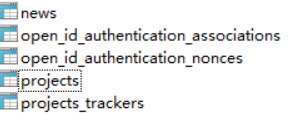 news
open_id_authentication_associations
open_id_authentication_nonces
projects
projects_trackers